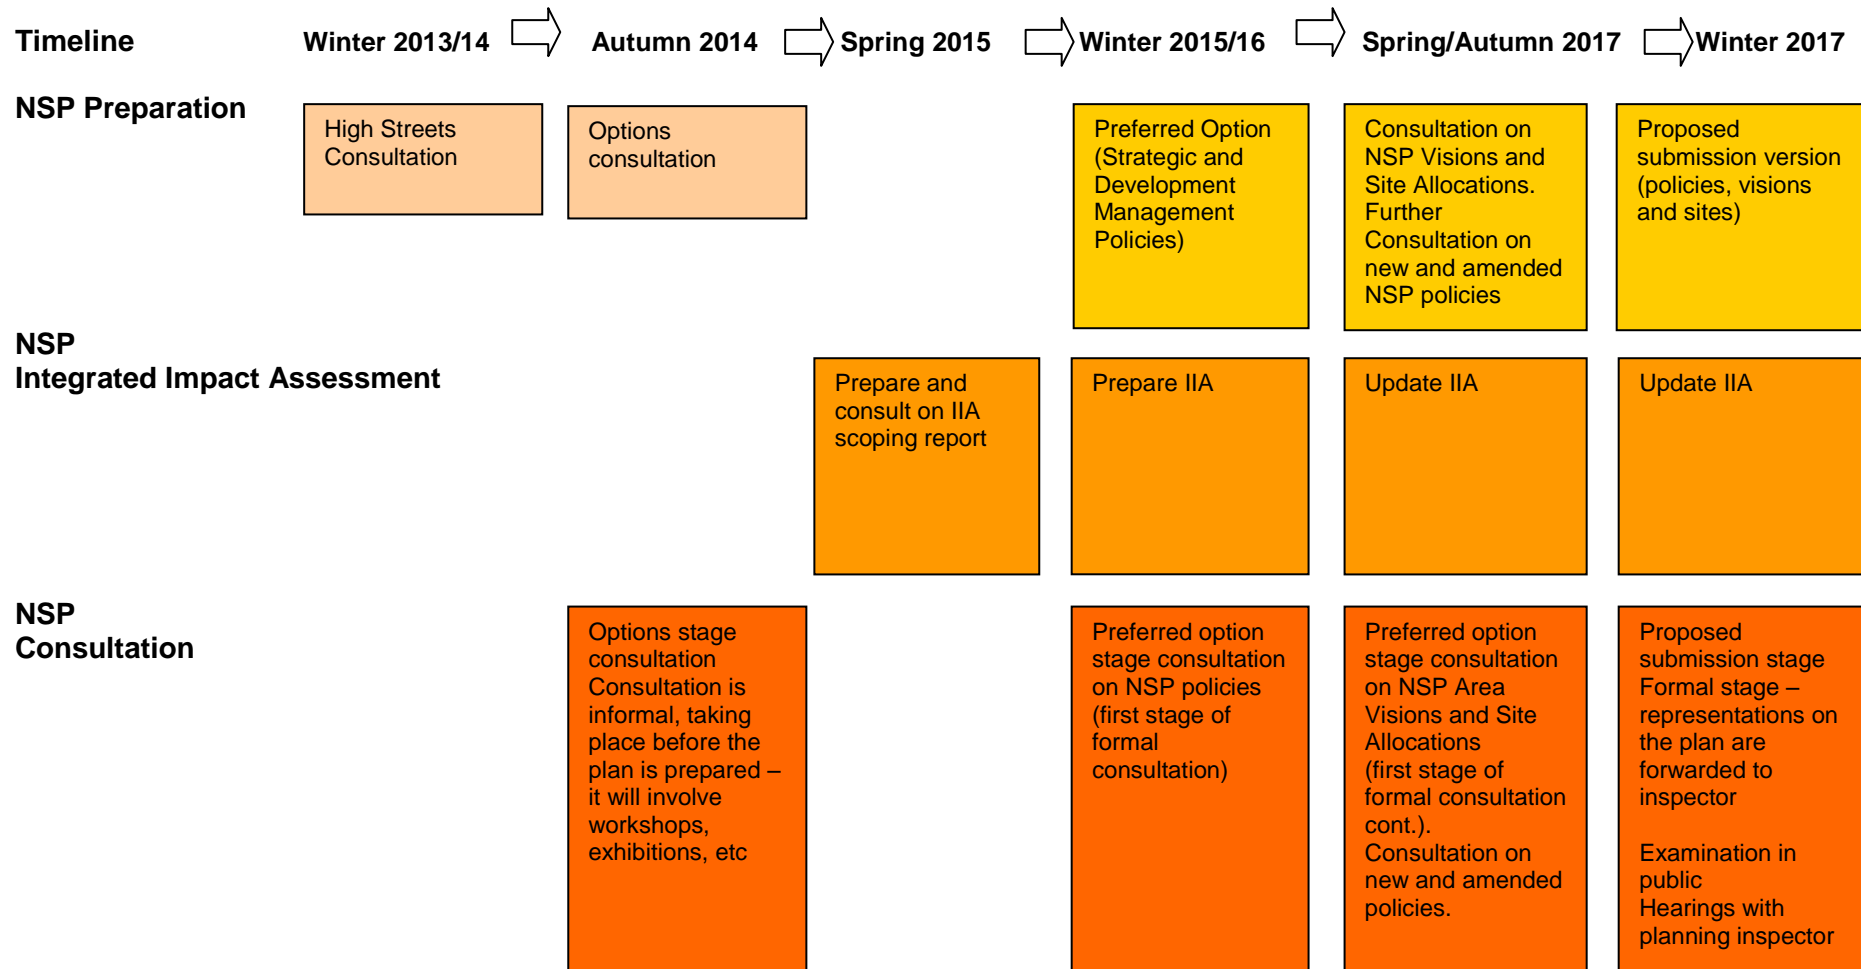 Timeline
Winter 2013/14
Autumn 2014
Spring 2015
Winter 2015/16
Spring/Autumn 2017
Winter 2017
NSP Preparation
High Streets
Consultation
Options
consultation
Preferred Option
(Strategic and
Development
Management
Policies)
Consultation on
NSP Visions and
Site Allocations.
Further
Consultation on
new and amended
NSP policies
Proposed
submission version
(policies, visions
and sites)
NSP
Integrated Impact Assessment
Prepare and
consult on IIA
scoping report
Prepare IIA
Update IIA
Update IIA
NSP
Consultation
Options stage
consultation
Consultation is
informal, taking
place before the
plan is prepared –
it will involve
workshops,
exhibitions, etc
Preferred option
stage consultation
on NSP policies
(first stage of
formal
consultation)
Preferred option
stage consultation
on NSP Area
Visions and Site
Allocations
(first stage of
formal consultation
cont.).
Consultation on
new and amended
policies.
Proposed
submission stage
Formal stage –
representations on
the plan are
forwarded to
inspector
Examination in
public
Hearings with
planning inspector